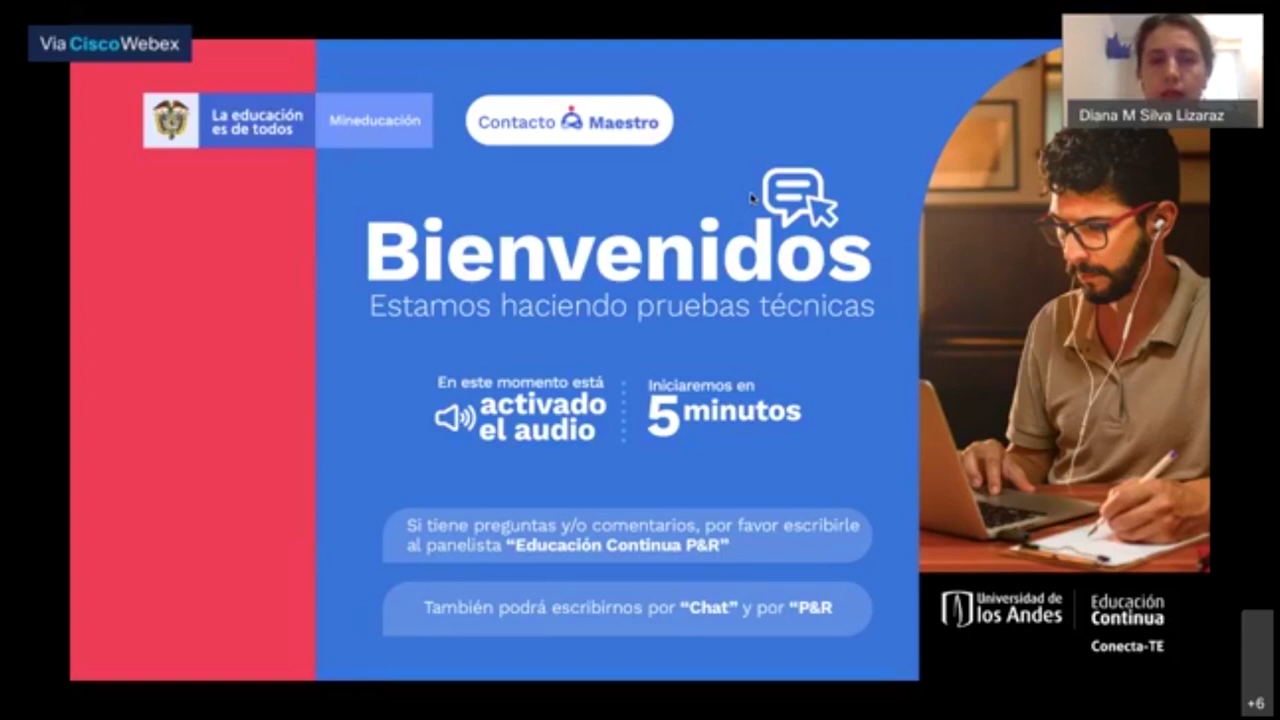 Via CiscoWebex
Diana M Silva Lizaraz
La educación
es de todos
Mineducación
Contacto Maestro
Bienvenidos
Estamos haciendo pruebas técnicas
En este momento está
activado
el audio
Iniciaremos en
5 minutos
Si tiene preguntas y/o comentarios, por favor escribirle
al panelista “Educación Continua P&R”
También podrá escribirnos por “Chat” y por “P&R
Universidad de
los Andes
Educación
Continua
Conecta-TE
+6